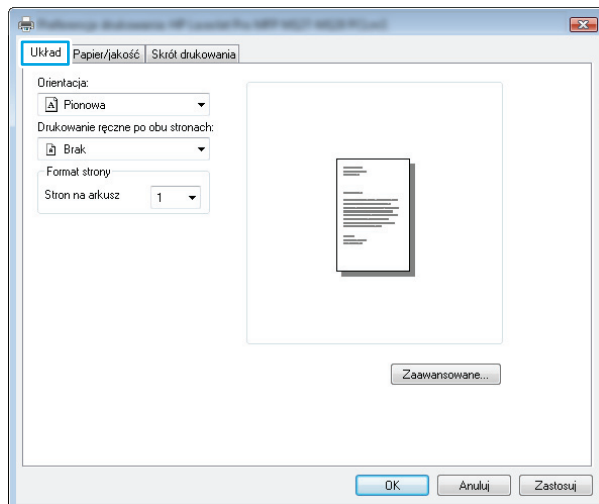 Układ
Papier/jakość
Skrót drukowania
Orientacja:
A Pionowa
Drukowanie ręczne po obu stronach:
Brak
Format strony
Stron na arkusz 1
Zaawansowane...
OK Anuluj Zastosuj